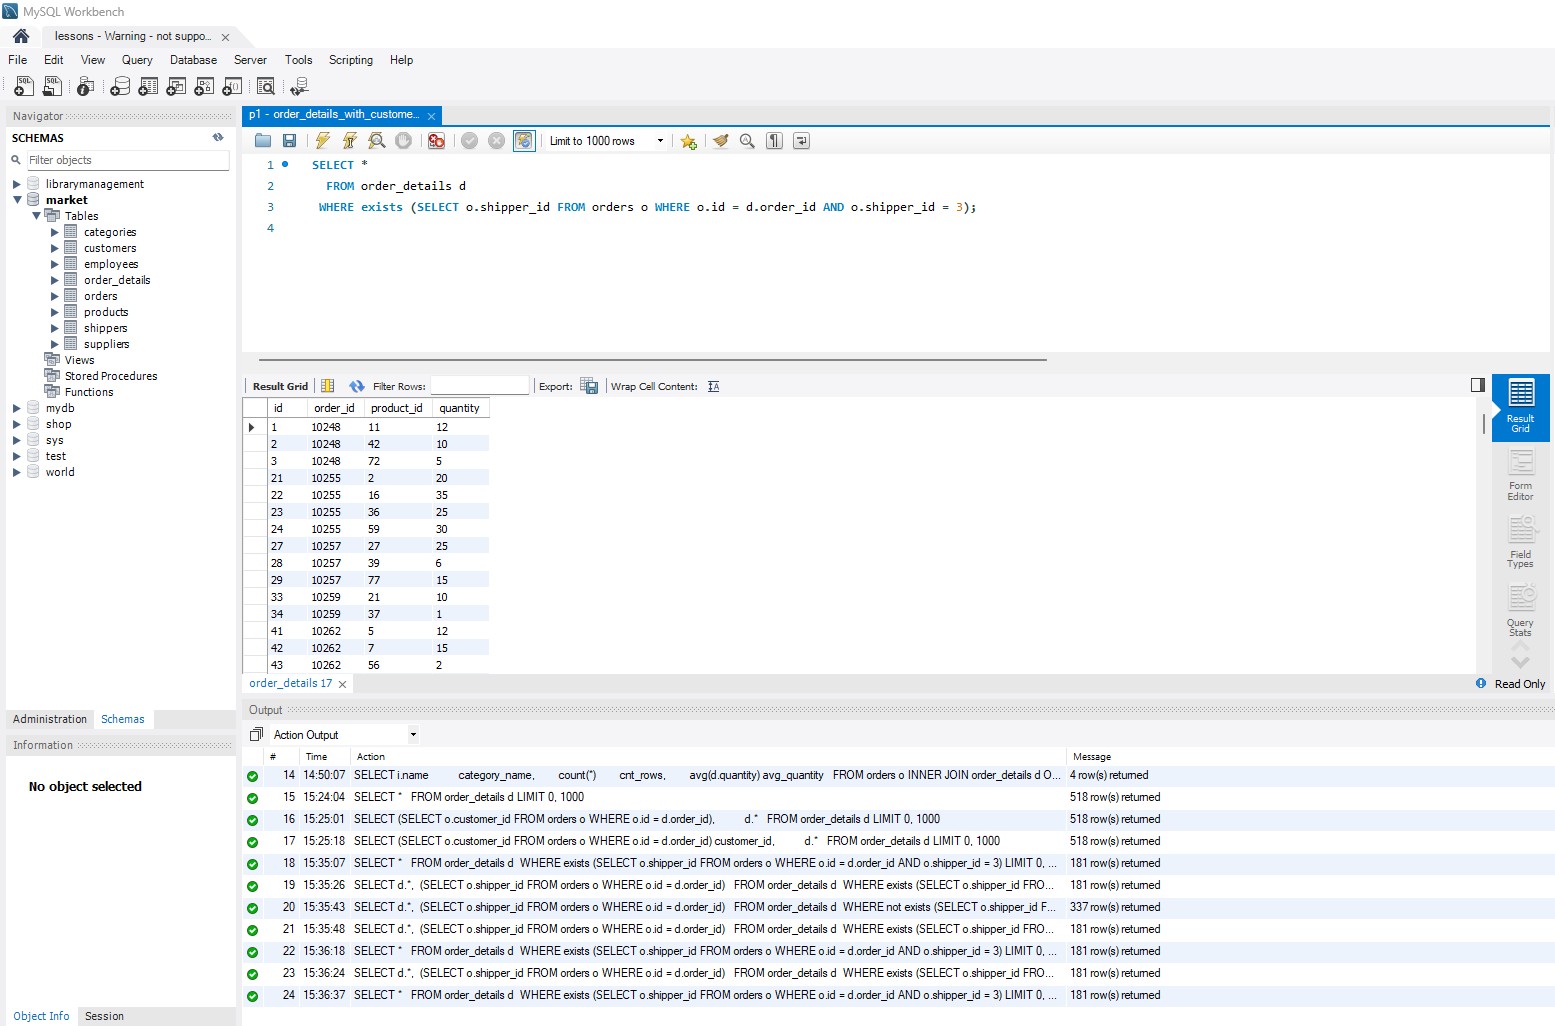 MySQL Workbench
lessons - Warning - not suppo...
File Edit View Query Database Server Tools Scripting Help
Navigator
SCHEMAS
Filter objects
librarymanagement
market
Tables
categories
customers
employees
order_details
orders
products
shippers
suppliers
Views
Stored Procedures
Functions
mydb
shop
sys
test
world
Administration Schemas
Information
No object selected
Object Info Session
p1 - order_details_with_custome...
Limit to 1000 rows
1 SELECT *
2 FROM order_details d
3 WHERE exists (SELECT o.shipper_id FROM orders o WHERE o.id = d.order_id AND o.shipper_id = 3);
4
Result Grid Filter Rows: Export: Wrap Cell Content:
id order_id product_id quantity
1 10248 11 12
2 10248 42 10
3 10248 72 5
21 10255 2 20
22 10255 16 35
23 10255 36 25
24 10255 59 30
27 10257 27 25
28 10257 39 6
29 10257 77 15
33 10259 21 10
34 10259 37 1
41 10262 5 12
42 10262 7 15
43 10262 56 2
Result
Grid
Form
Editor
Field
Types
Query
Stats
order_details 17
Read Only
Output
Action Output
# Time Action Message
14 14:50:07 SELECT i.name category_name, count(*) cnt_rows, avg(d.quantity) avg_quantity FROM orders o INNER JOIN order_details d O... 4 row(s) returned
15 15:24:04 SELECT * FROM order_details d LIMIT 0, 1000 518 row(s) returned
16 15:25:01 SELECT (SELECT o.customer_id FROM orders o WHERE o.id = d.order_id), d.* FROM order_details d LIMIT 0, 1000 518 row(s) returned
17 15:25:18 SELECT (SELECT o.customer_id FROM orders o WHERE o.id = d.order_id) customer_id, d.* FROM order_details d LIMIT 0, 1000 518 row(s) returned
18 15:35:07 SELECT * FROM order_details d WHERE exists (SELECT o.shipper_id FROM orders o WHERE o.id = d.order_id AND o.shipper_id = 3) LIMIT 0, ... 181 row(s) returned
19 15:35:26 SELECT d.*, (SELECT o.shipper_id FROM orders o WHERE o.id = d.order_id) FROM order_details d WHERE exists (SELECT o.shipper_id FRO... 181 row(s) returned
20 15:35:43 SELECT d.*, (SELECT o.shipper_id FROM orders o WHERE o.id = d.order_id) FROM order_details d WHERE not exists (SELECT o.shipper_id F... 337 row(s) returned
21 15:35:48 SELECT d.*, (SELECT o.shipper_id FROM orders o WHERE o.id = d.order_id) FROM order_details d WHERE exists (SELECT o.shipper_id FRO... 181 row(s) returned
22 15:36:18 SELECT * FROM order_details d WHERE exists (SELECT o.shipper_id FROM orders o WHERE o.id = d.order_id AND o.shipper_id = 3) LIMIT 0, ... 181 row(s) returned
23 15:36:24 SELECT d.*, (SELECT o.shipper_id FROM orders o WHERE o.id = d.order_id) FROM order_details d WHERE exists (SELECT o.shipper_id FRO... 181 row(s) returned
24 15:36:37 SELECT * FROM order_details d WHERE exists (SELECT o.shipper_id FROM orders o WHERE o.id = d.order_id AND o.shipper_id = 3) LIMIT 0, ... 181 row(s) returned